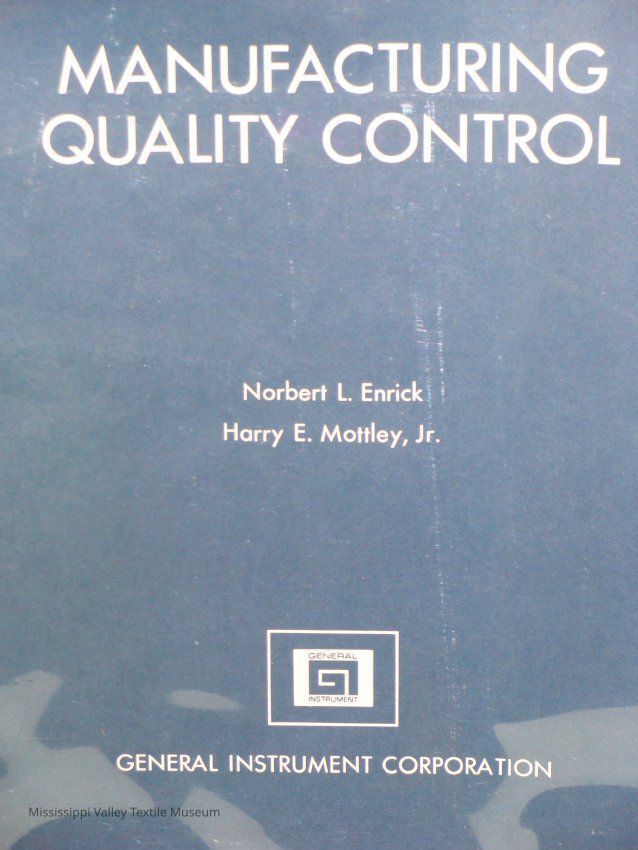 MANUFACTURING
QUALITY CONTROL
Norbert L. Enrick
Harry E. Mottley, Jr.
GENERAL
INSTRUMENT
GENERAL INSTRUMENT CORPORATION
Mississippi Valley Textile Museum